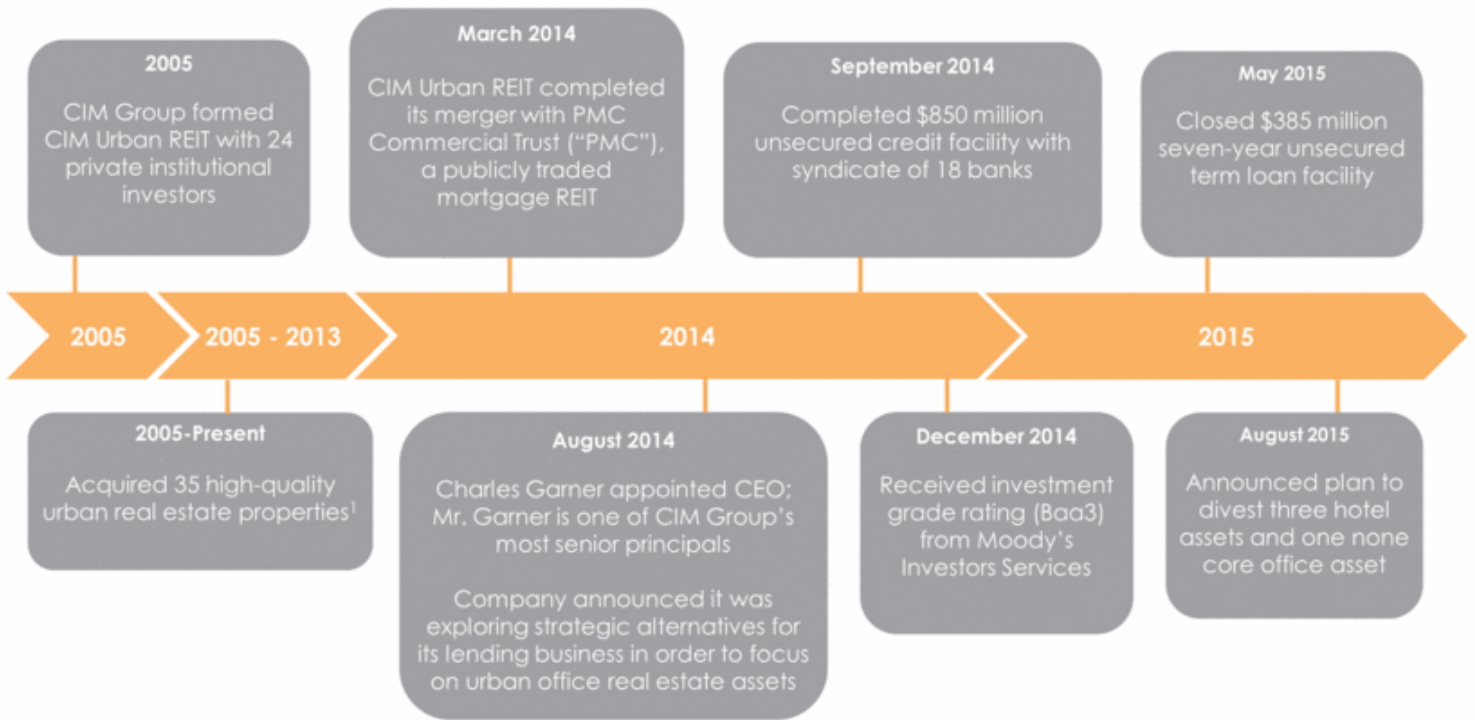 2005
CIM Group formed
CIM Urban REIT with 24
private institutional
investors
March 2014
CIM Urban REIT completed
its merger with PMC
Commercial Trust (“PMC”),
a publicly traded
mortgage REIT
September 2014
Completed $850 million
unsecured credit facility with
syndicate of 18 banks
May 2015
Closed $385 million
seven-year unsecured
term loan facility
2005
2005 - 2013
2014
2015
2005-Present
Acquired 35 high-quality
urban real estate properties¹
August 2014
Charles Garner appointed CEO;
Mr. Garner is one of CIM Group’s
most senior principals
Company announced it was
exploring strategic alternatives for
its lending business in order to focus
on urban office real estate assets
December 2014
Received investment
grade rating (Baa3)
from Moody’s
Investors Services
August 2015
Announced plan to
divest three hotel
assets and one none
core office asset